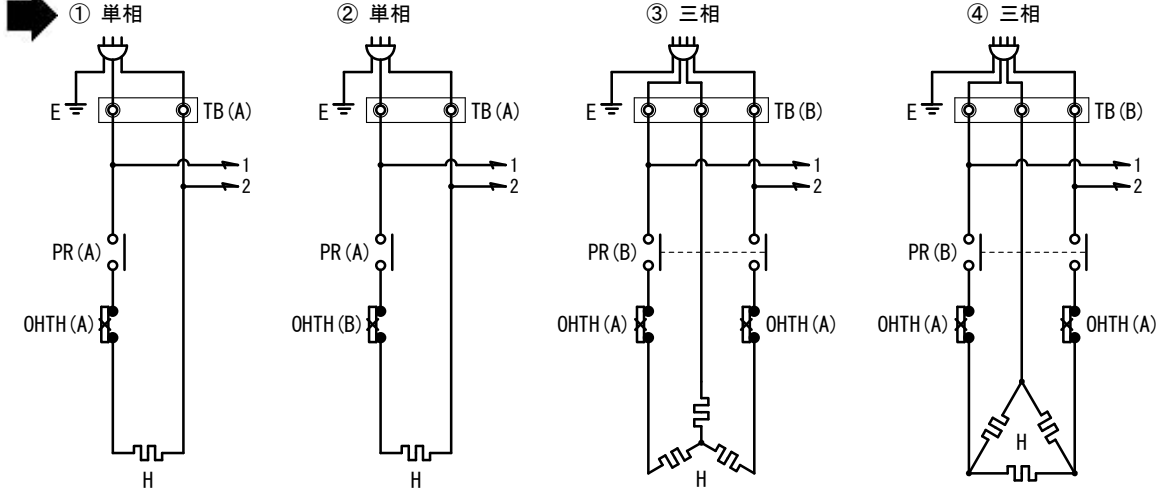 ① 単相
② 単相
③ 三相
④ 三相
E
TB(A)
E
TB(A)
E
TB(B)
E
TB(B)
1
1
1
1
2
2
2
2
PR(A)
PR(A)
PR(B)
PR(B)
OHTH(A)
OHTH(B)
OHTH(A)
OHTH(A)
OHTH(A)
OHTH(A)
H
H
H
H